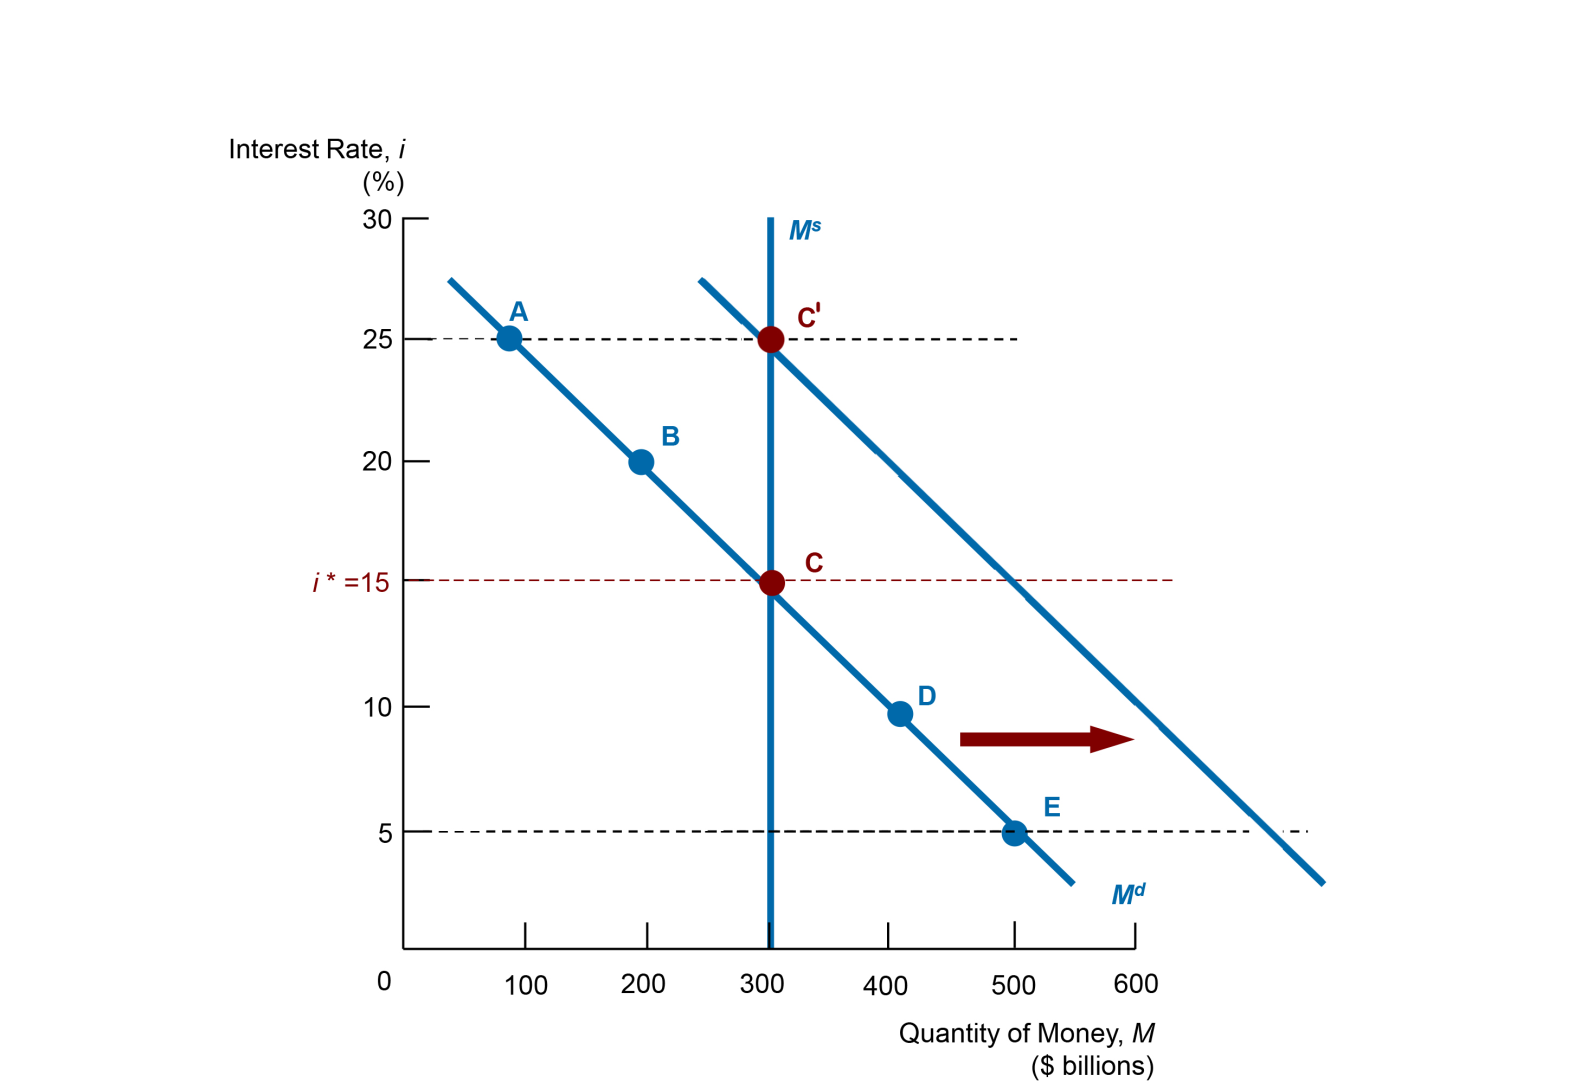 Interest Rate, i
(%)
30
Mˢ
A
C'
25
B
20
C
i * =15
D
10
E
5
Mᵈ
0
100
200
300
400
500
600
Quantity of Money, M
($ billions)